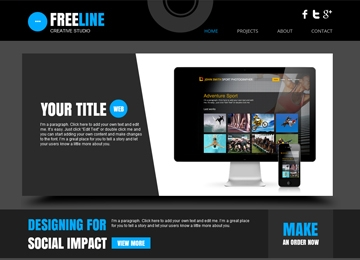 FREELINE
CREATIVE STUDIO
HOME PROJECTS ABOUT CONTACT
Adventure Sport
YOUR TITLE WEB
I'm a paragraph. Click here to add your own text and edit
me. It's easy. Just click "Edit Text" or double click me and
you can start adding your own content and make changes
to the font. I'm a great place for you to tell a story and let
your users know a little more about you.
DESIGNING FOR
SOCIAL IMPACT
I'm a paragraph. Click here to add your own text and edit me. I'm a great place
for you to tell a story and let your users know a little more about you.
VIEW MORE
MAKE
AN ORDER NOW